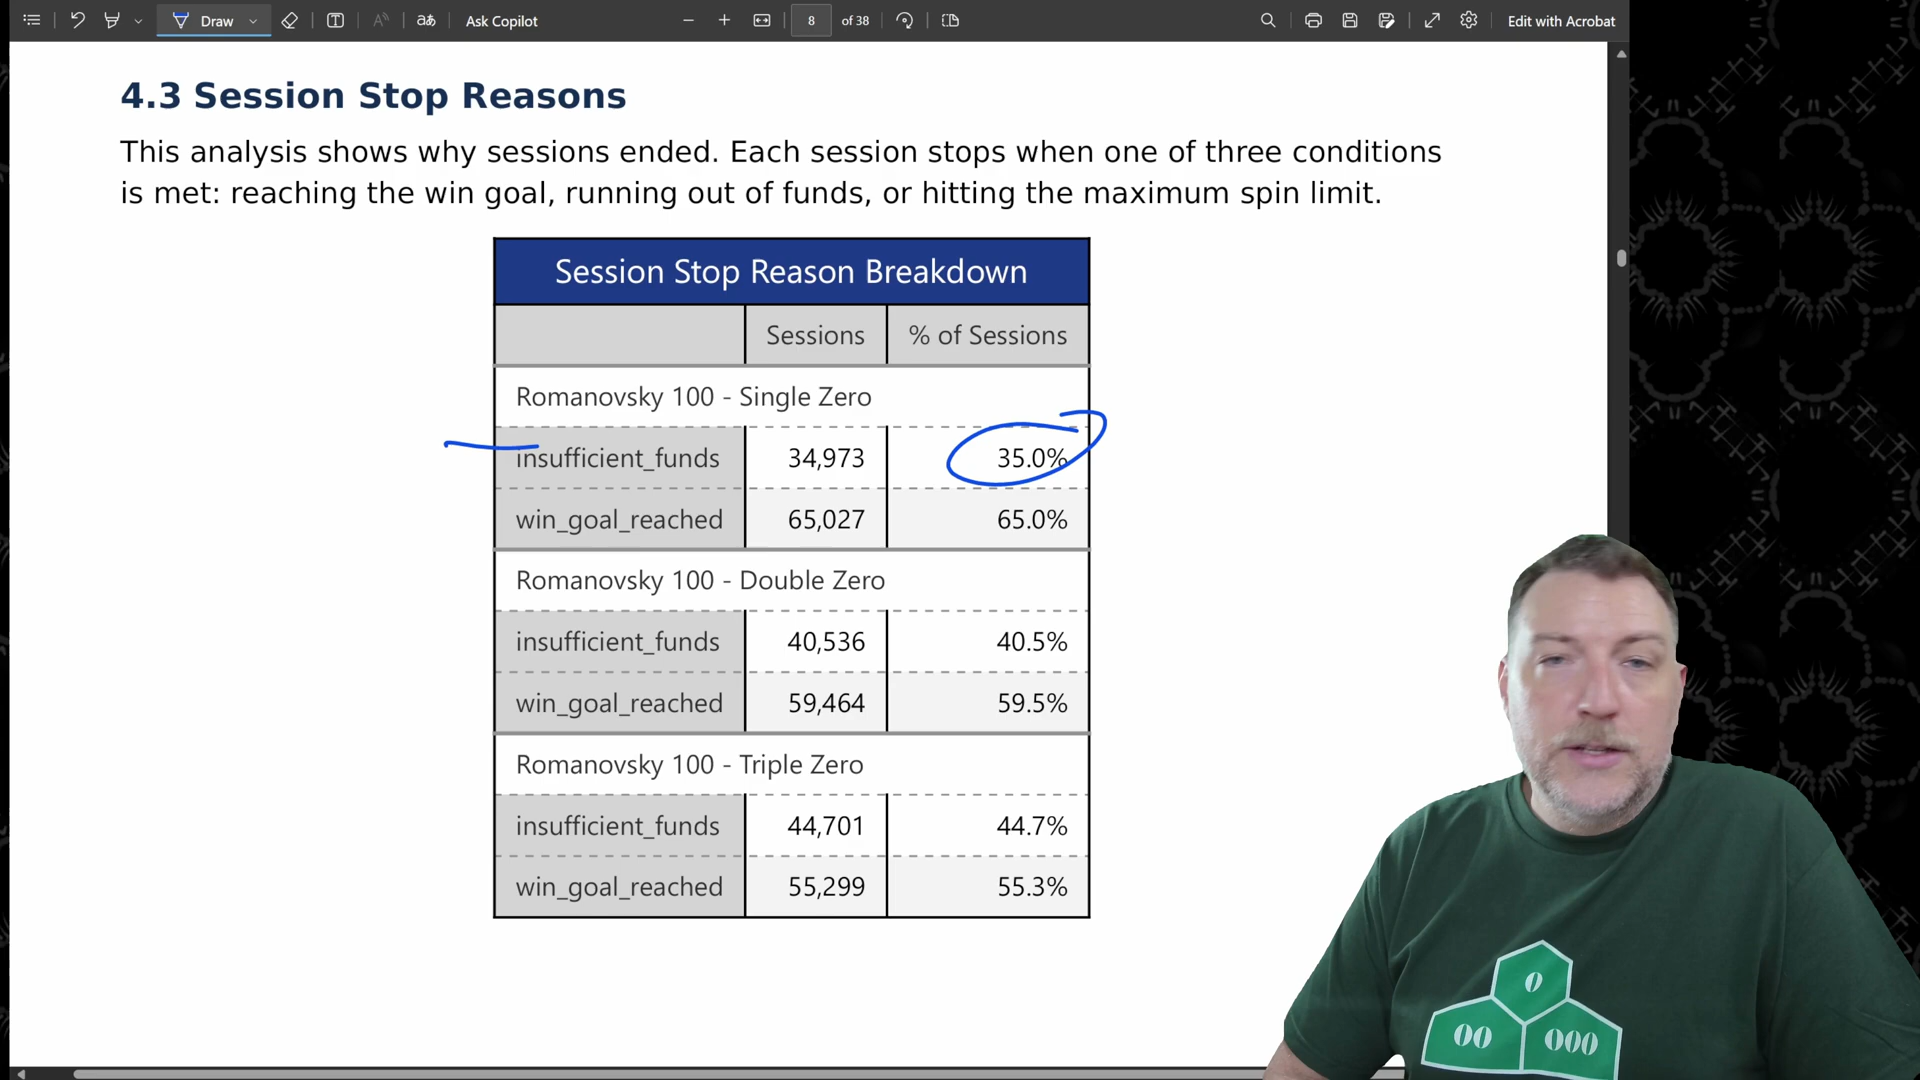 Draw
Ask Copilot
8 of 38
Edit with Acrobat
4.3 Session Stop Reasons
This analysis shows why sessions ended. Each session stops when one of three conditions
is met: reaching the win goal, running out of funds, or hitting the maximum spin limit.
Session Stop Reason Breakdown
Sessions % of Sessions
Romanovsky 100 - Single Zero
insufficient_funds 34,973 35.0%
win_goal_reached 65,027 65.0%
Romanovsky 100 - Double Zero
insufficient_funds 40,536 40.5%
win_goal_reached 59,464 59.5%
Romanovsky 100 - Triple Zero
insufficient_funds 44,701 44.7%
win_goal_reached 55,299 55.3%
0
00 000